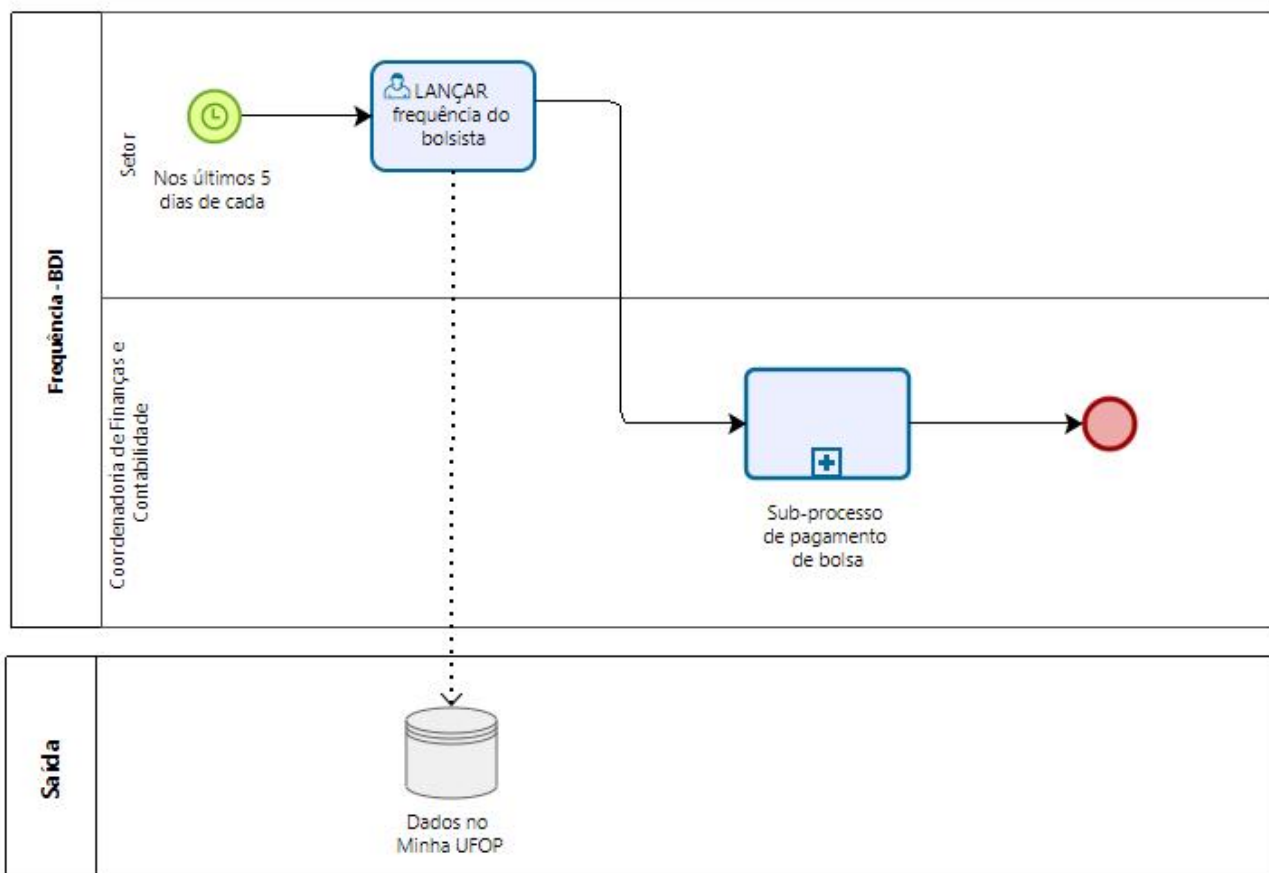 Frequência - BDI
Setor
Nos últimos 5
dias de cada
LANÇAR
frequência do
bolsista
Coordenadoria de Finanças e
Contabilidade
Sub-processo
de pagamento
de bolsa
Saída
Dados no
Minha UFOP